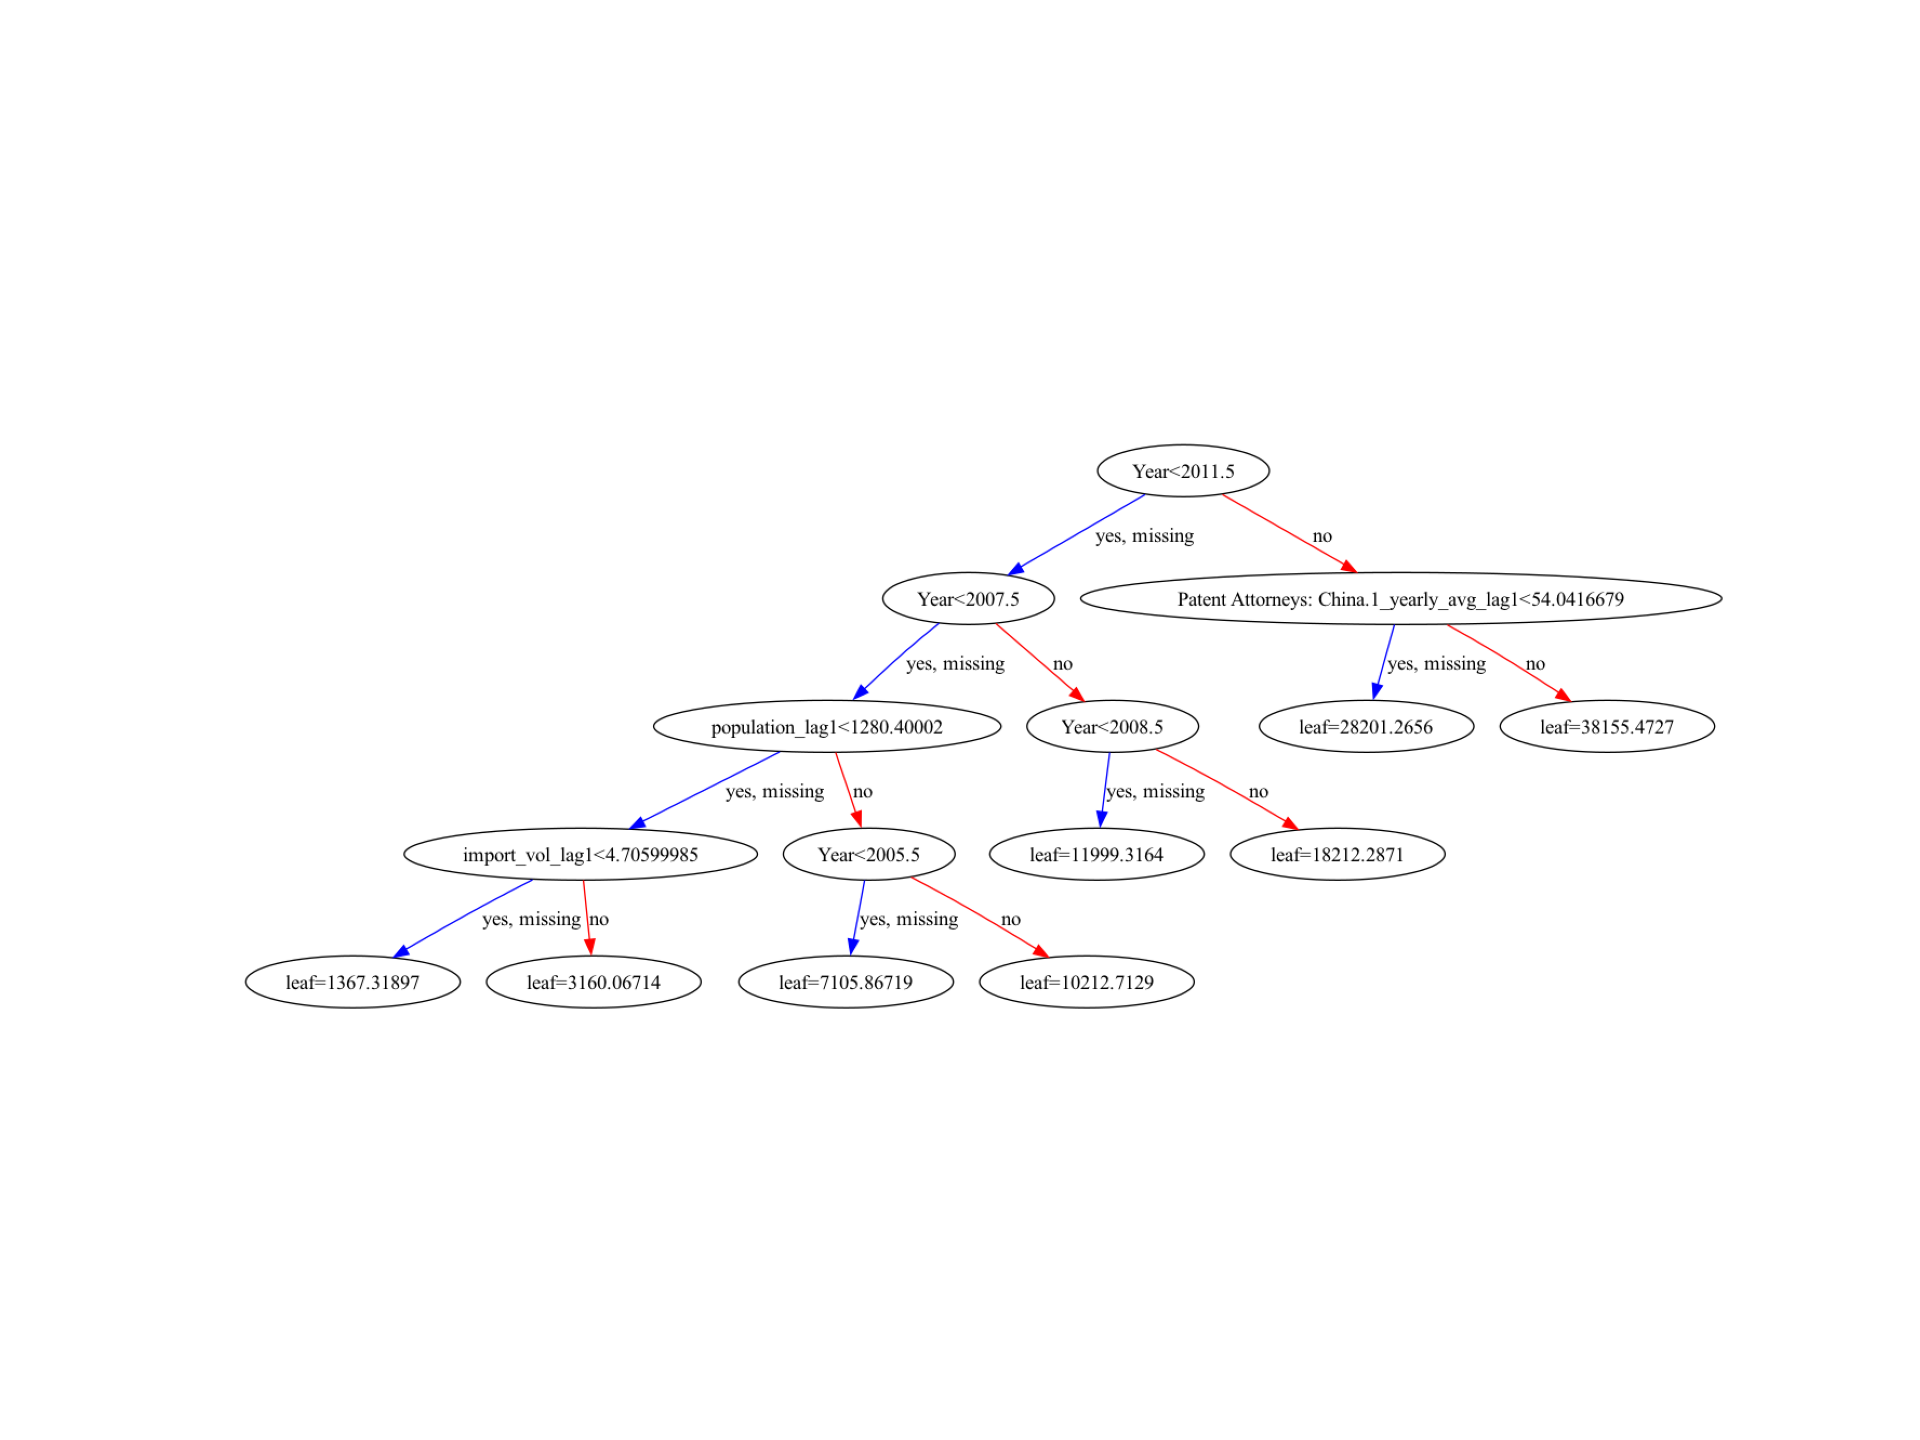 Year<2011.5
yes, missing
no
Year<2007.5
Patent Attorneys: China.1_yearly_avg_lag1<54.0416679
yes, missing
no
yes, missing
no
population_lag1<1280.40002
Year<2008.5
leaf=28201.2656
leaf=38155.4727
yes, missing
no
yes, missing
no
import_vol_lag1<4.70599985
Year<2005.5
leaf=11999.3164
leaf=18212.2871
yes, missing
no
yes, missing
no
leaf=1367.31897
leaf=3160.06714
leaf=7105.86719
leaf=10212.7129